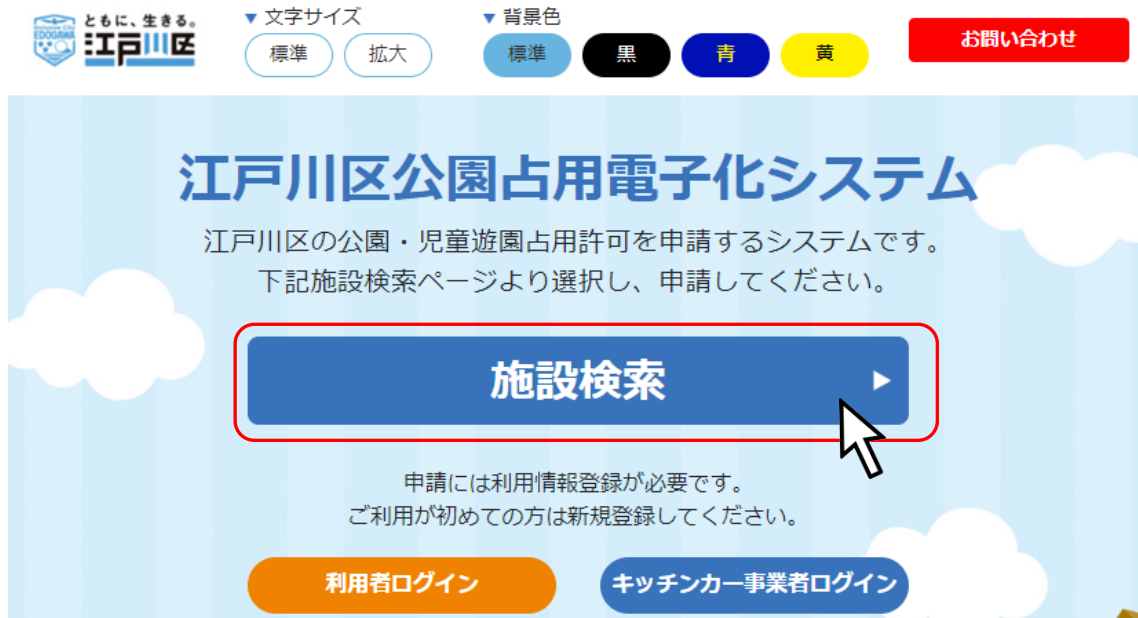 ともに、生きる。
EDOGAWA
江戸川区
▼ 文字サイズ
標準
拡大
▼ 背景色
標準
黒
青
黄
お問い合わせ
江戸川区公園占用電子化システム
江戸川区の公園・児童遊園占用許可を申請するシステムです。
下記施設検索ページより選択し、申請してください。
施設検索
申請には利用情報登録が必要です。
ご利用が初めての方は新規登録してください。
利用者ログイン
キッチンカー事業者ログイン